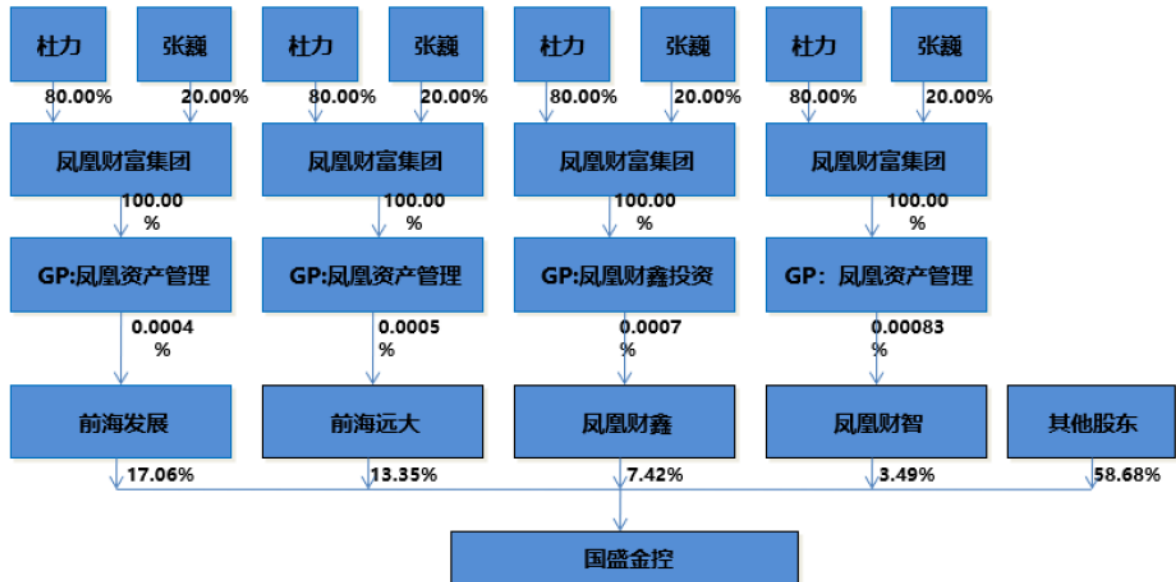 杜力 张巍 杜力 张巍 杜力 张巍 杜力 张巍
80.00% 20.00% 80.00% 20.00% 80.00% 20.00% 80.00% 20.00%
凤凰财富集团 凤凰财富集团 凤凰财富集团 凤凰财富集团
100.00 100.00 100.00 100.00
% % % %
GP:凤凰资产管理 GP:凤凰资产管理 GP:凤凰财鑫投资 GP：凤凰资产管理
0.0004 0.0005 0.0007 0.00083
% % % %
前海发展 前海远大 凤凰财鑫 凤凰财智 其他股东
17.06% 13.35% 7.42% 3.49% 58.68%
国盛金控